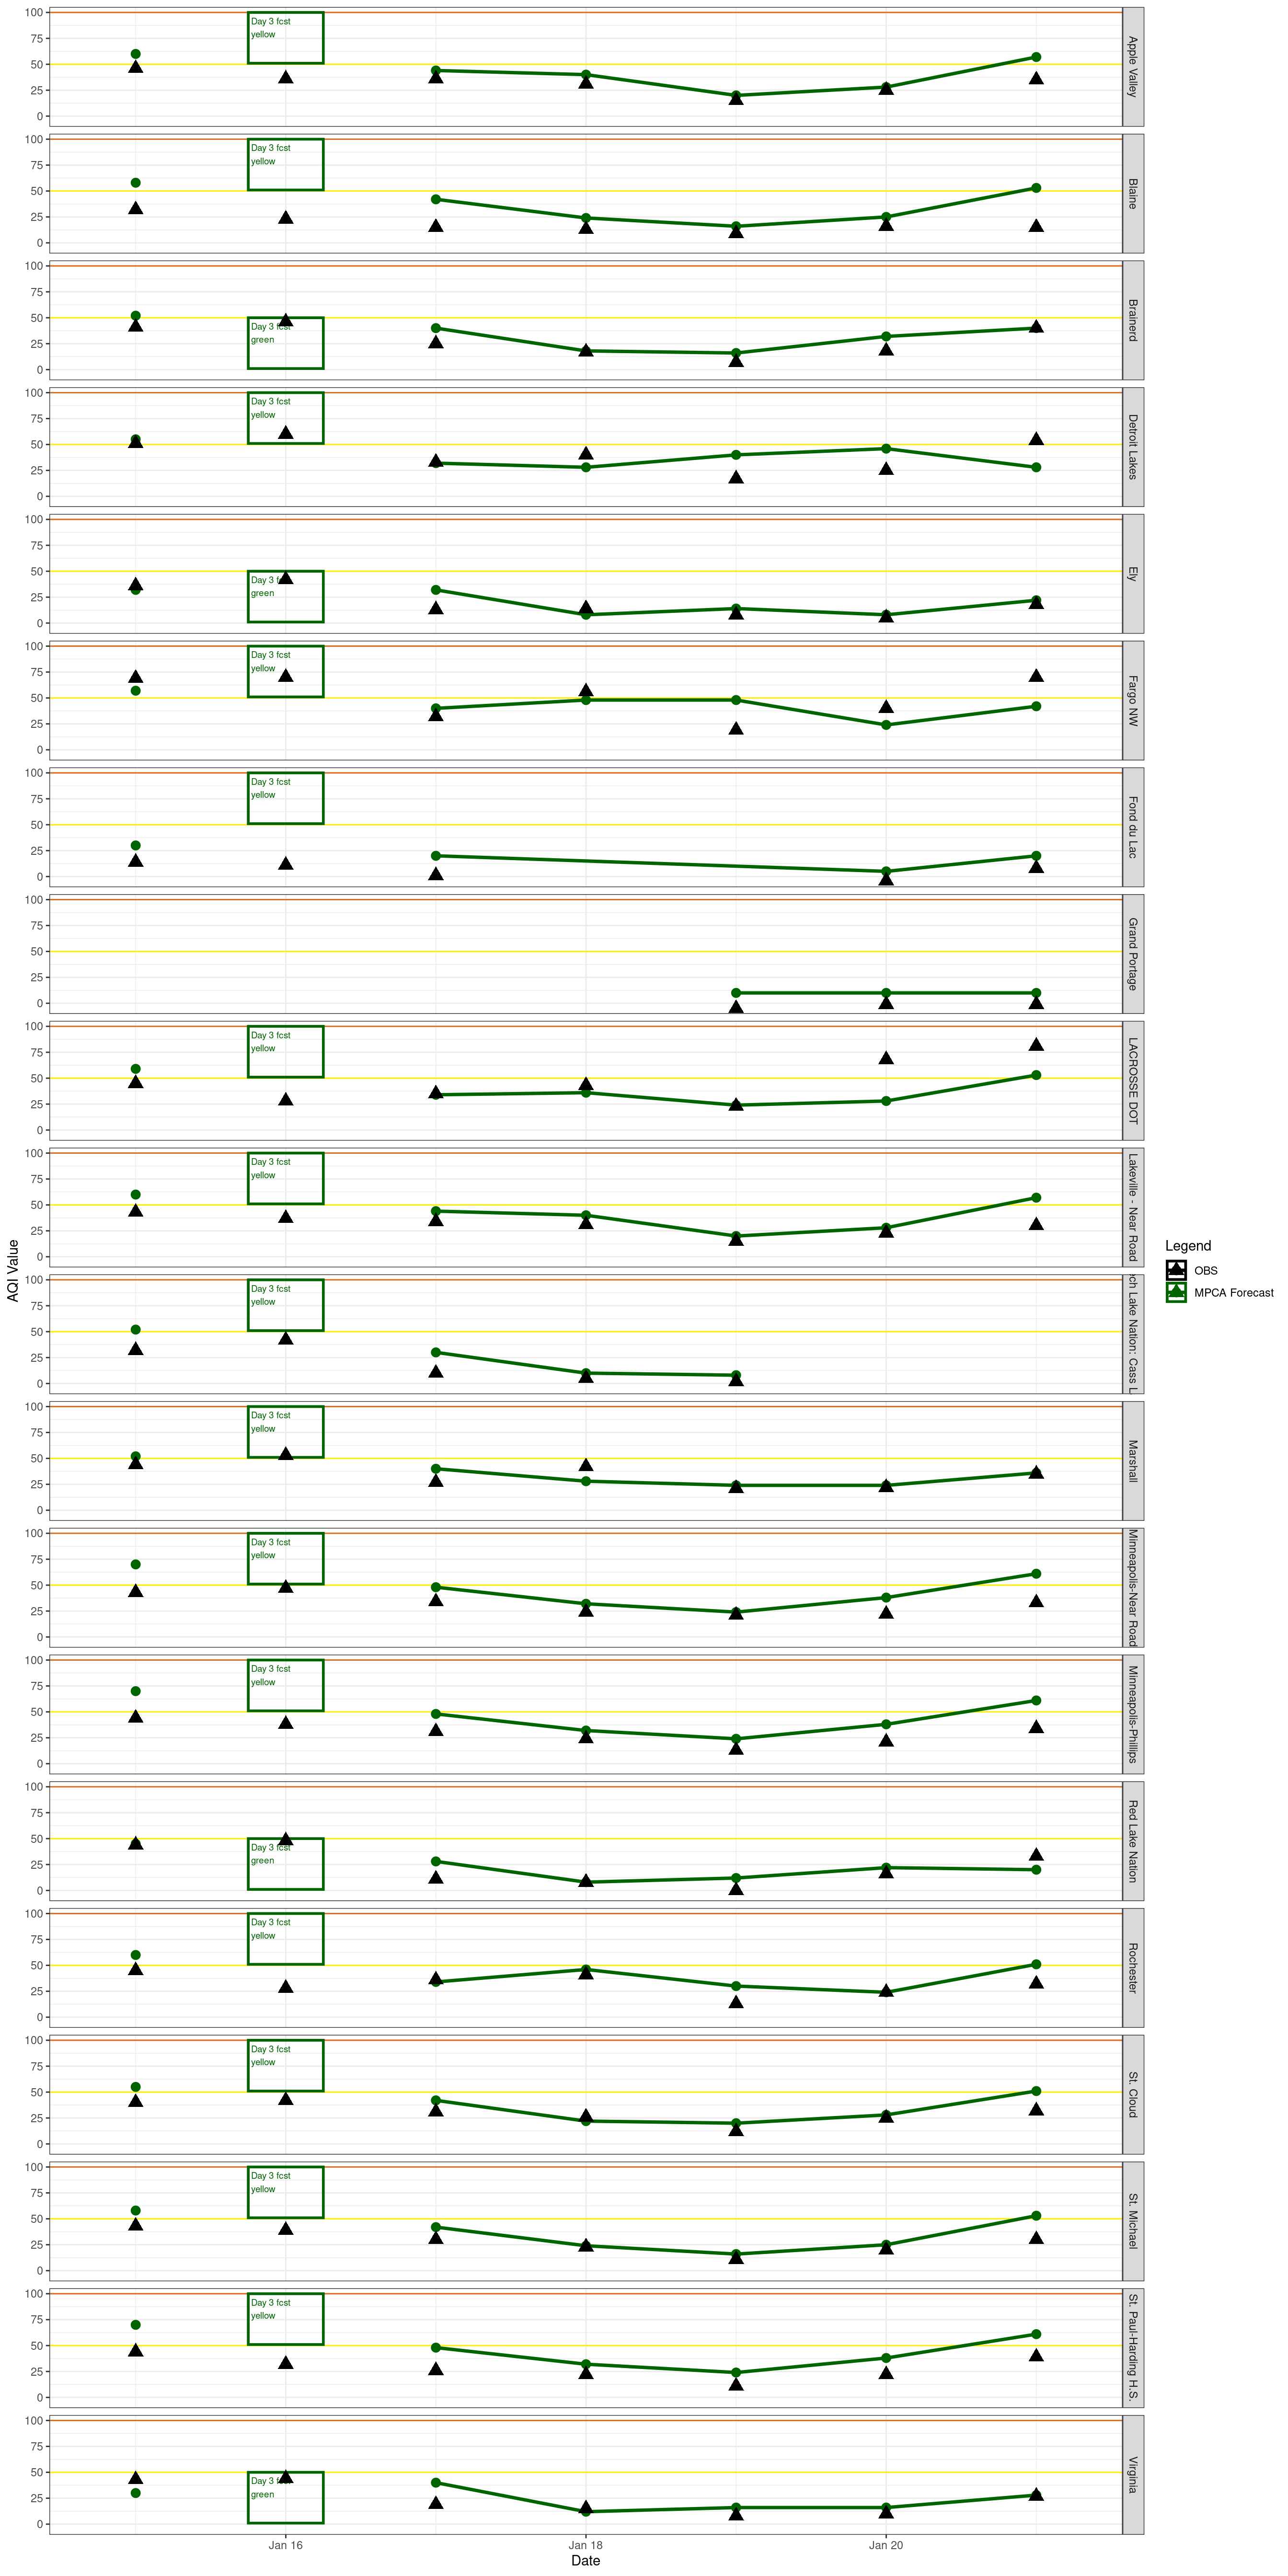 100
75
50
25
0
Day 3 fcst
yellow
Apple Valley
100
75
50
25
0
Day 3 fcst
yellow
Blaine
100
75
50
25
0
Day 3 fcst
green
Brainerd
100
75
50
25
0
Day 3 fcst
yellow
Detroit Lakes
100
75
50
25
0
Day 3
green
Ely
100
75
50
25
0
Day 3 fcst
yellow
Fargo NW
100
75
50
25
0
Day 3 fcst
yellow
Fond du Lac
100
75
50
25
0
Grand Portage
100
75
50
25
0
Day 3 fcst
yellow
LACROSSE DOT
100
75
50
25
0
Day 3 fcst
yellow
Lakeville - Near Road
AQI Value
Legend
OBS
MPCA Forecast
100
75
50
25
0
Day 3 fcst
yellow
ch Lake Nation: Cass L
100
75
50
25
0
Day 3 fcst
yellow
Marshall
100
75
50
25
0
Day 3 fcst
yellow
Minneapolis-Near Road
100
75
50
25
0
Day 3 fcst
yellow
Minneapolis-Phillips
100
75
50
25
0
Day 3 fcst
green
Red Lake Nation
100
75
50
25
0
Day 3 fcst
yellow
Rochester
100
75
50
25
0
Day 3 fcst
yellow
St. Cloud
100
75
50
25
0
Day 3 fcst
yellow
St. Michael
100
75
50
25
0
Day 3 fcst
yellow
St. Paul-Harding H.S.
100
75
50
25
0
Day 3
green
Virginia
Jan 16
Jan 18
Jan 20
Date